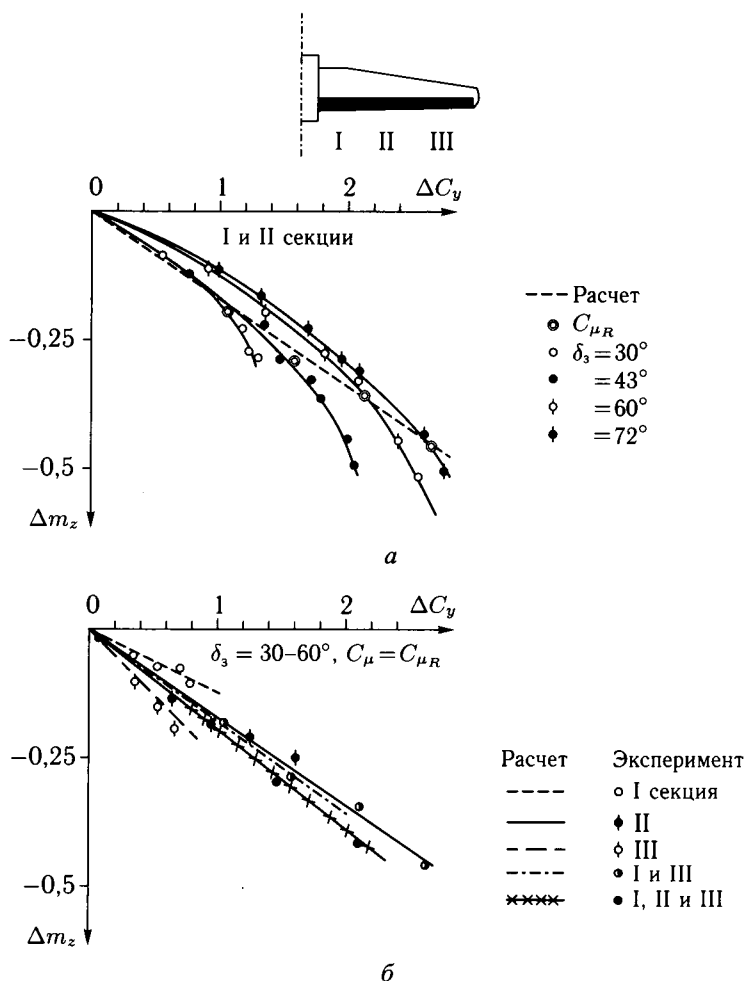 I II III
0 1 2 ΔC_y
I и II секции
−0,25
−0,5
Δm_z
Расчет
C_{μ_R}
δ_з = 30°
= 43°
= 60°
= 72°
а
0 1 2 ΔC_y
δ_з = 30–60°, C_μ = C_{μ_R}
−0,25
−0,5
Δm_z
Расчет Эксперимент
I секция
II
III
I и III
I, II и III
б